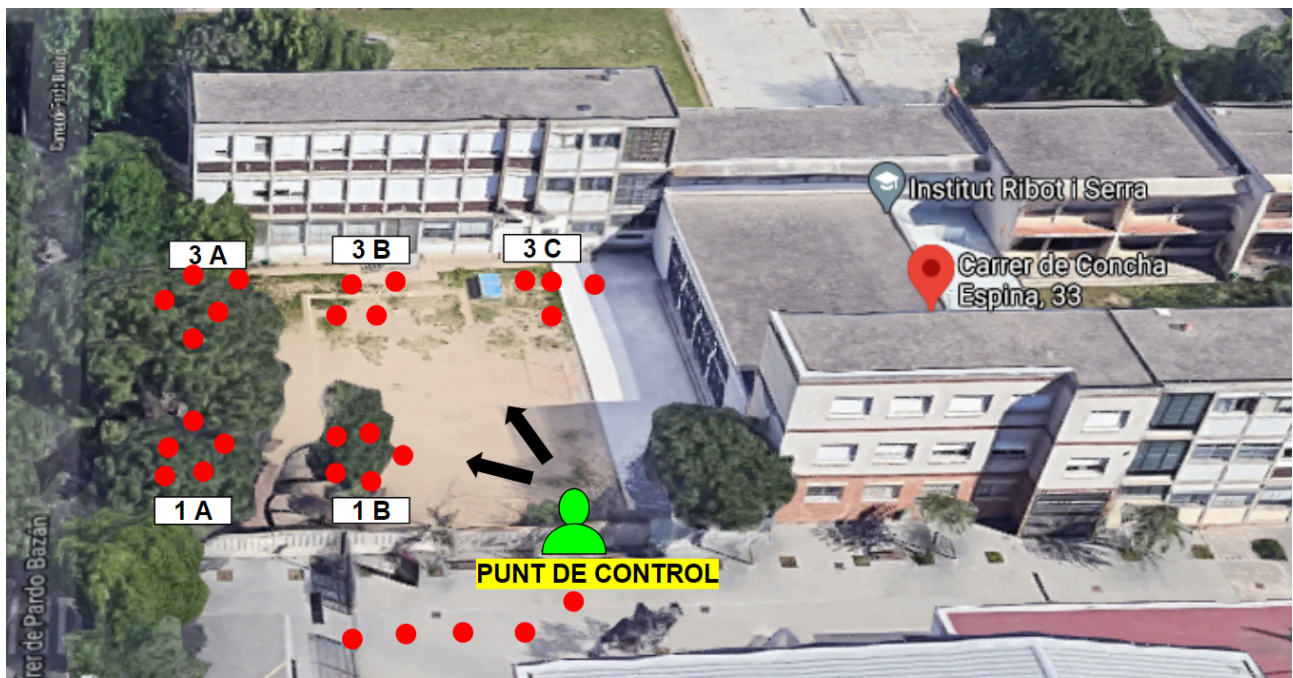 Institut Ribot i Serra
3 A
3 B
3 C
Carrer de Concha
Espina, 33
1 A
1 B
PUNT DE CONTROL
rer de Pardo Bazán